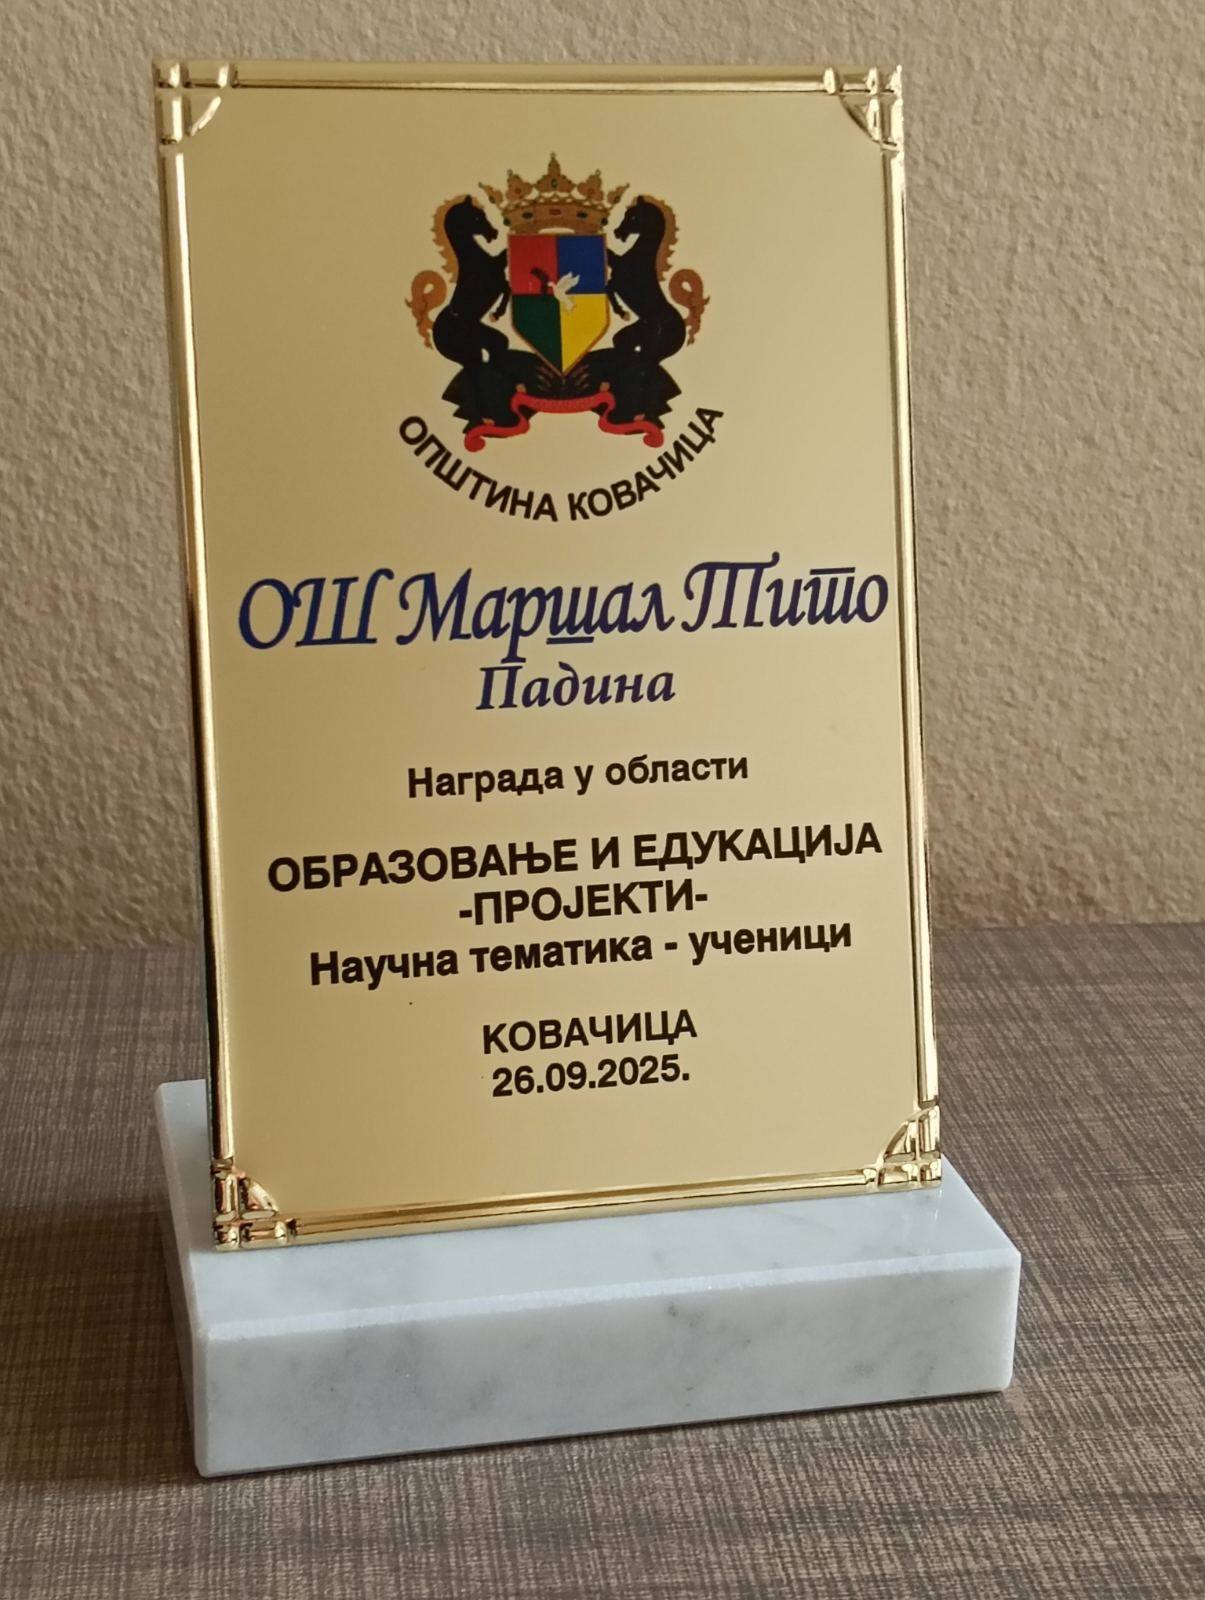 ОПШТИНА КОВАЧИЦА
ОШ Маршал Тито
Падина
Награда у области
ОБРАЗОВАЊЕ И ЕДУКАЦИЈА
-ПРОЈЕКТИ-
Научна тематика - ученици
КОВАЧИЦА
26.09.2025.